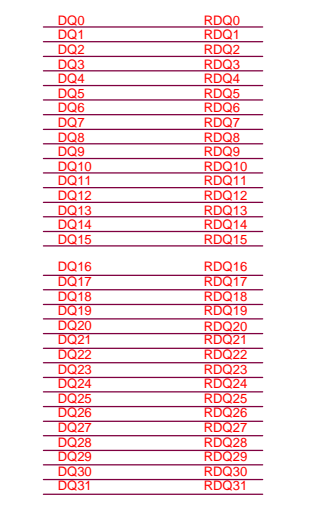 DQ0 RDQ0
DQ1 RDQ1
DQ2 RDQ2
DQ3 RDQ3
DQ4 RDQ4
DQ5 RDQ5
DQ6 RDQ6
DQ7 RDQ7
DQ8 RDQ8
DQ9 RDQ9
DQ10 RDQ10
DQ11 RDQ11
DQ12 RDQ12
DQ13 RDQ13
DQ14 RDQ14
DQ15 RDQ15
DQ16 RDQ16
DQ17 RDQ17
DQ18 RDQ18
DQ19 RDQ19
DQ20 RDQ20
DQ21 RDQ21
DQ22 RDQ22
DQ23 RDQ23
DQ24 RDQ24
DQ25 RDQ25
DQ26 RDQ26
DQ27 RDQ27
DQ28 RDQ28
DQ29 RDQ29
DQ30 RDQ30
DQ31 RDQ31